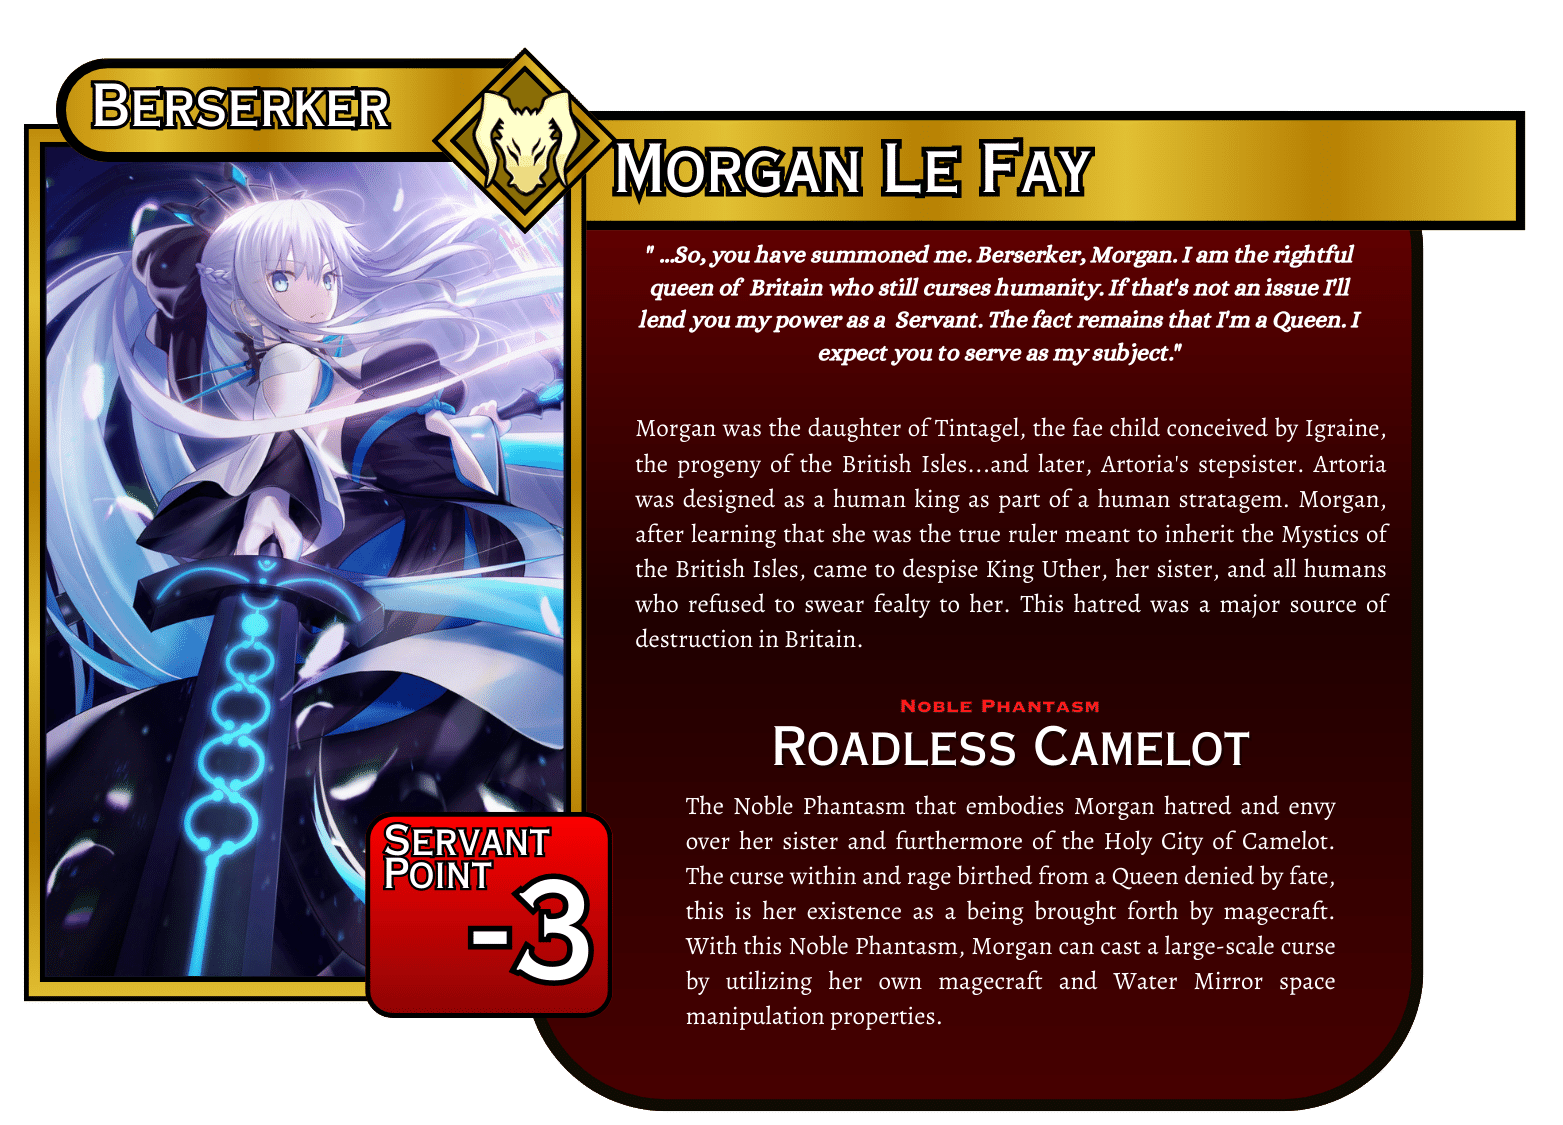 BERSERKER
MORGAN LE FAY
" ...So, you have summoned me. Berserker, Morgan. I am the rightful
queen of Britain who still curses humanity. If that's not an issue I'll
lend you my power as a Servant. The fact remains that I'm a Queen. I
expect you to serve as my subject."
Morgan was the daughter of Tintagel, the fae child conceived by Igraine,
the progeny of the British Isles...and later, Artoria's stepsister. Artoria
was designed as a human king as part of a human stratagem. Morgan,
after learning that she was the true ruler meant to inherit the Mystics of
the British Isles, came to despise King Uther, her sister, and all humans
who refused to swear fealty to her. This hatred was a major source of
destruction in Britain.
NOBLE PHANTASM
ROADLESS CAMELOT
The Noble Phantasm that embodies Morgan hatred and envy
over her sister and furthermore of the Holy City of Camelot.
The curse within and rage birthed from a Queen denied by fate,
this is her existence as a being brought forth by magecraft.
With this Noble Phantasm, Morgan can cast a large-scale curse
by utilizing her own magecraft and Water Mirror space
manipulation properties.
SERVANT
POINT
-3